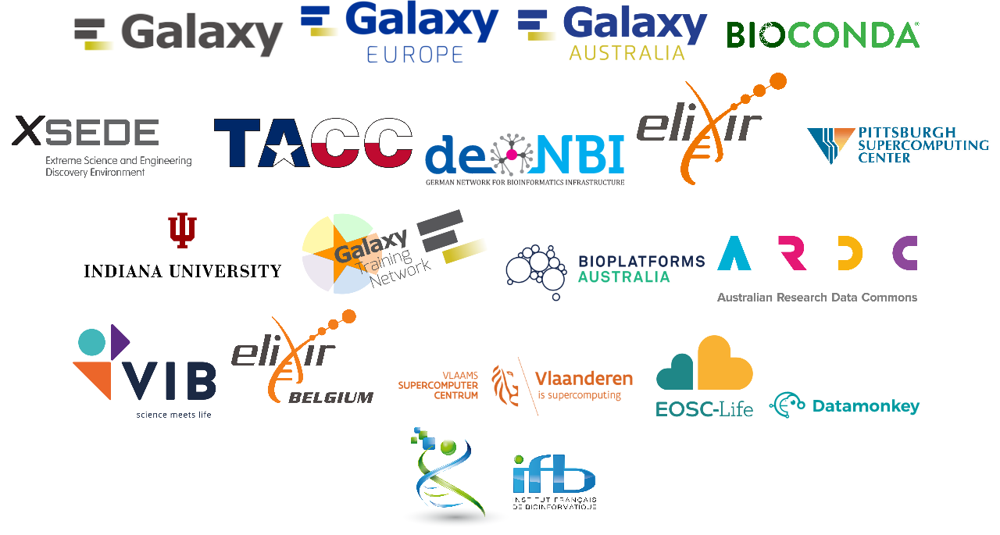 Galaxy
Galaxy
EUROPE
Galaxy
AUSTRALIA
BIOCONDA®
XSEDE
Extreme Science and Engineering
Discovery Environment
TACC
de NBI
GERMAN NETWORK FOR BIOINFORMATICS INFRASTRUCTURE
elixir
PITTSBURGH
SUPERCOMPUTING
CENTER
INDIANA UNIVERSITY
Galaxy
Training
Network
BIOPLATFORMS
AUSTRALIA
ARDC
Australian Research Data Commons
VIB
science meets life
elixir
BELGIUM
VLAAMS
SUPERCOMPUTER
CENTRUM
Vlaanderen
is supercomputing
EOSC-Life
Datamonkey
ifb
INSTITUT FRANÇAIS
DE BIOINFORMATIQUE